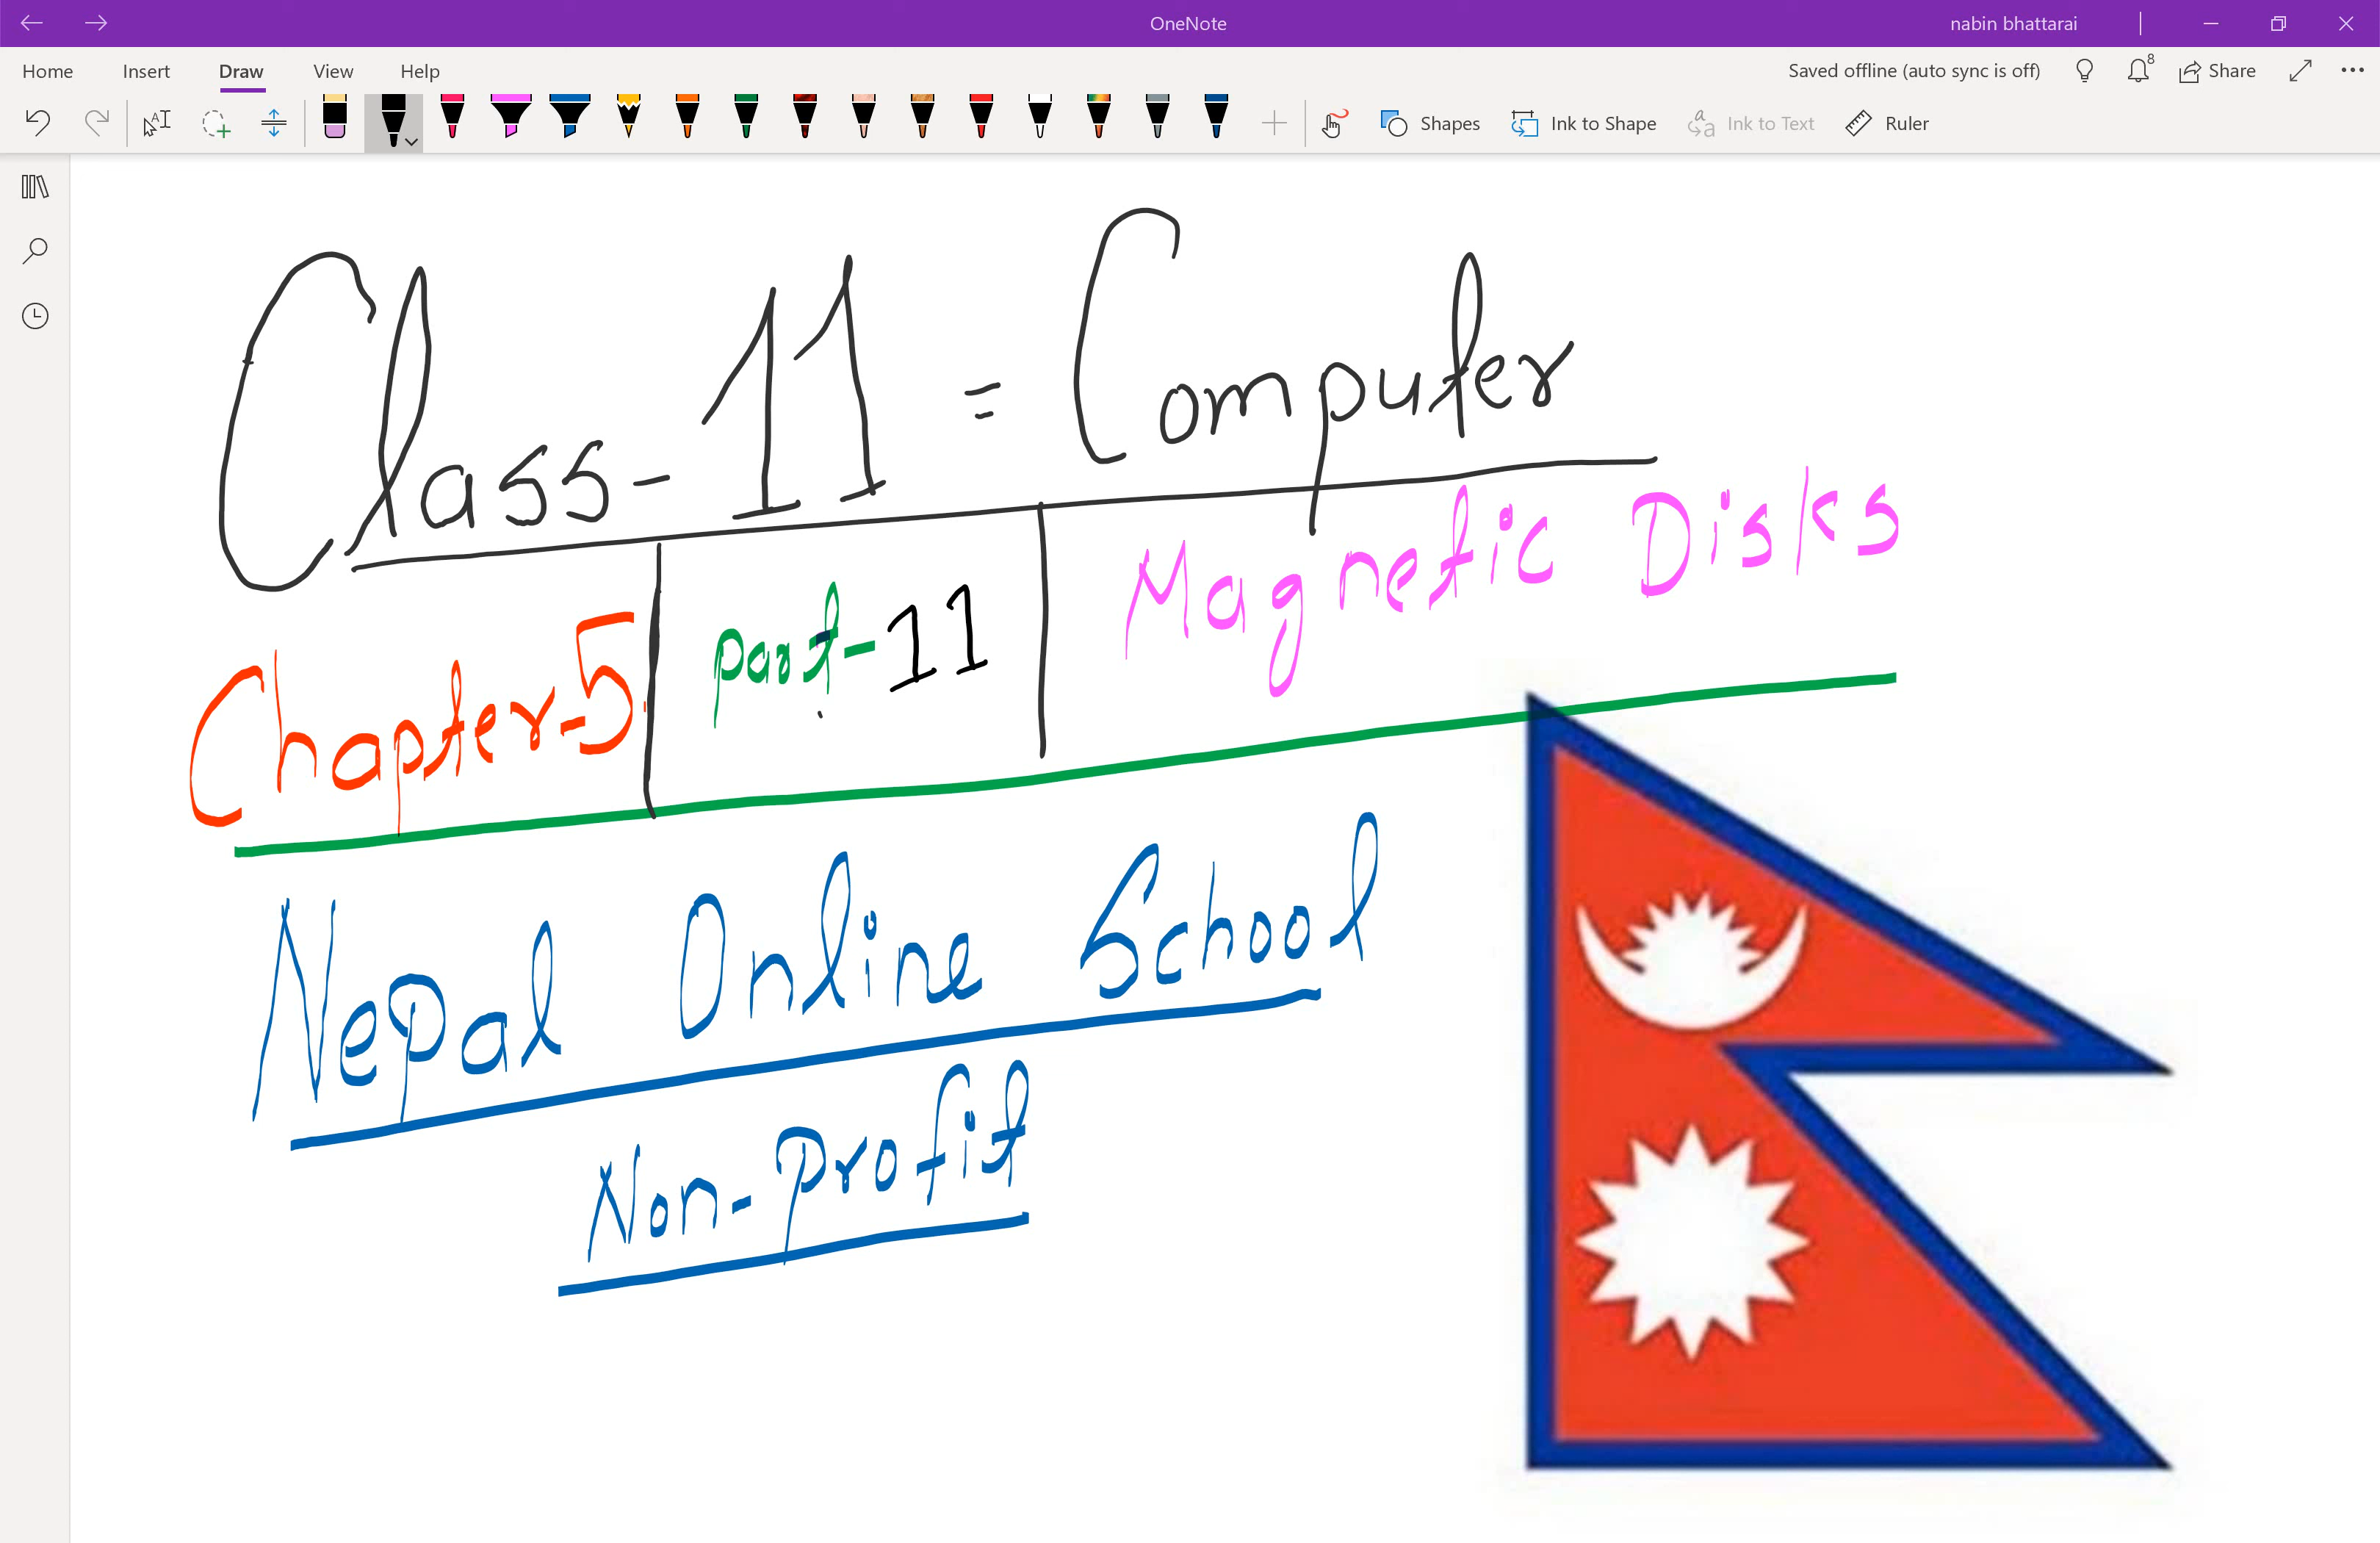 OneNote
nabin bhattarai
Home Insert Draw View Help
Saved offline (auto sync is off)
8
Share
Shapes
Ink to Shape
Ink to Text
Ruler
Class-11 = Computer
Chapter-5 part-11 Magnetic Disks
Nepal Online School
Non-Profit